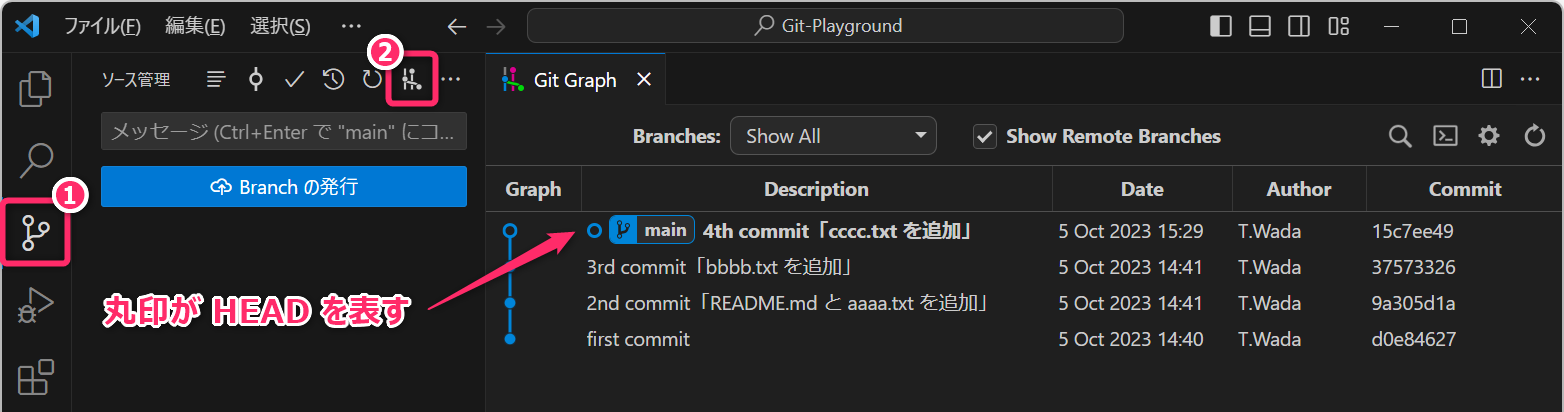 ファイル(F) 編集(E) 選択(S) … Git-Playground
2
ソース管理
Git Graph
メッセージ (Ctrl+Enter で "main" にコ...
Branches: Show All Show Remote Branches
Branch の発行
1
Graph Description Date Author Commit
main 4th commit「cccc.txt を追加」 5 Oct 2023 15:29 T.Wada 15c7ee49
3rd commit「bbbb.txt を追加」 5 Oct 2023 14:41 T.Wada 37573326
2nd commit「README.md と aaaa.txt を追加」 5 Oct 2023 14:41 T.Wada 9a305d1a
first commit 5 Oct 2023 14:40 T.Wada d0e84627
丸印が HEAD を表す